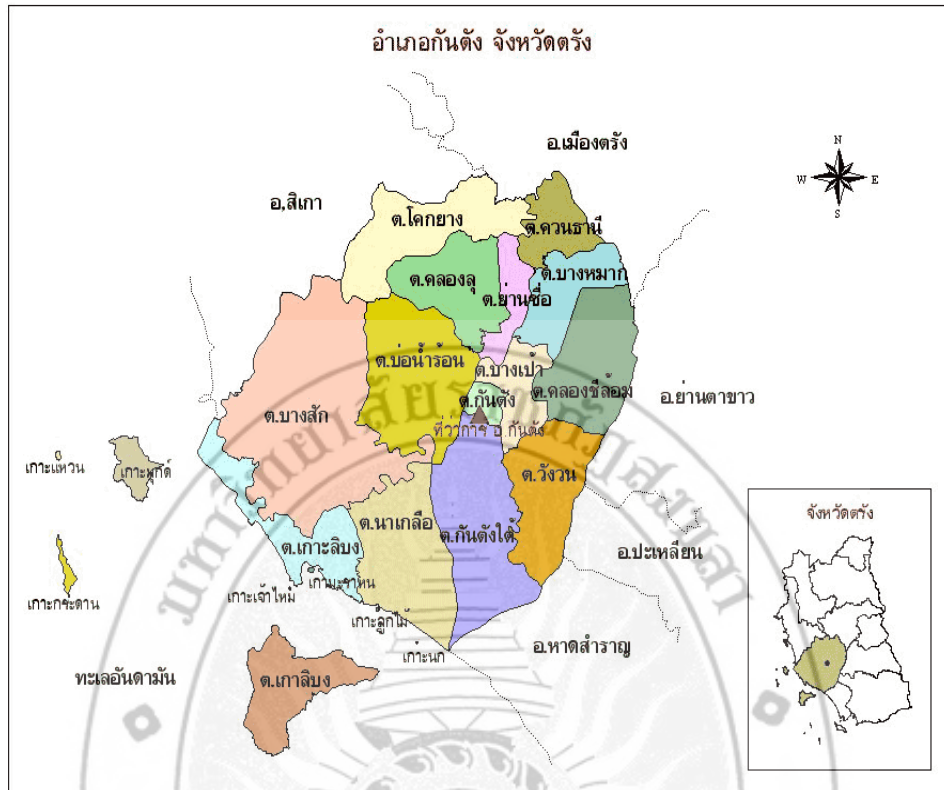 อำเภอกันตัง จังหวัดตรัง
อ.เมืองตรัง
N
W E
S
อ,สิเกา
ต.โคกยาง
ต.ควนธานี
ต.คลองลุ
ต.บางหมาก
ต.ย่านซื่อ
ต.บ่อน้ำร้อน
ต.บางเป้า
ต.คลองชีล้อม
อ.ย่านตาขาว
ต.กันตัง
ต.บางสัก
ที่ว่าการ อ.กันตัง
เกาะแหวน
เกาะมุกด์
ต.วังวน
จังหวัดตรัง
ต.นาเกลือ
ต.กันตังใต้
ต.เกาะลิบง
อ.ปะเหลียน
เกาะเจ้าไหม
เกาะกระดาน
เกาะลูกไม้
อ.หาดสำราญ
เกาะนก
ทะเลอันดามัน
ต.เกาลิบง